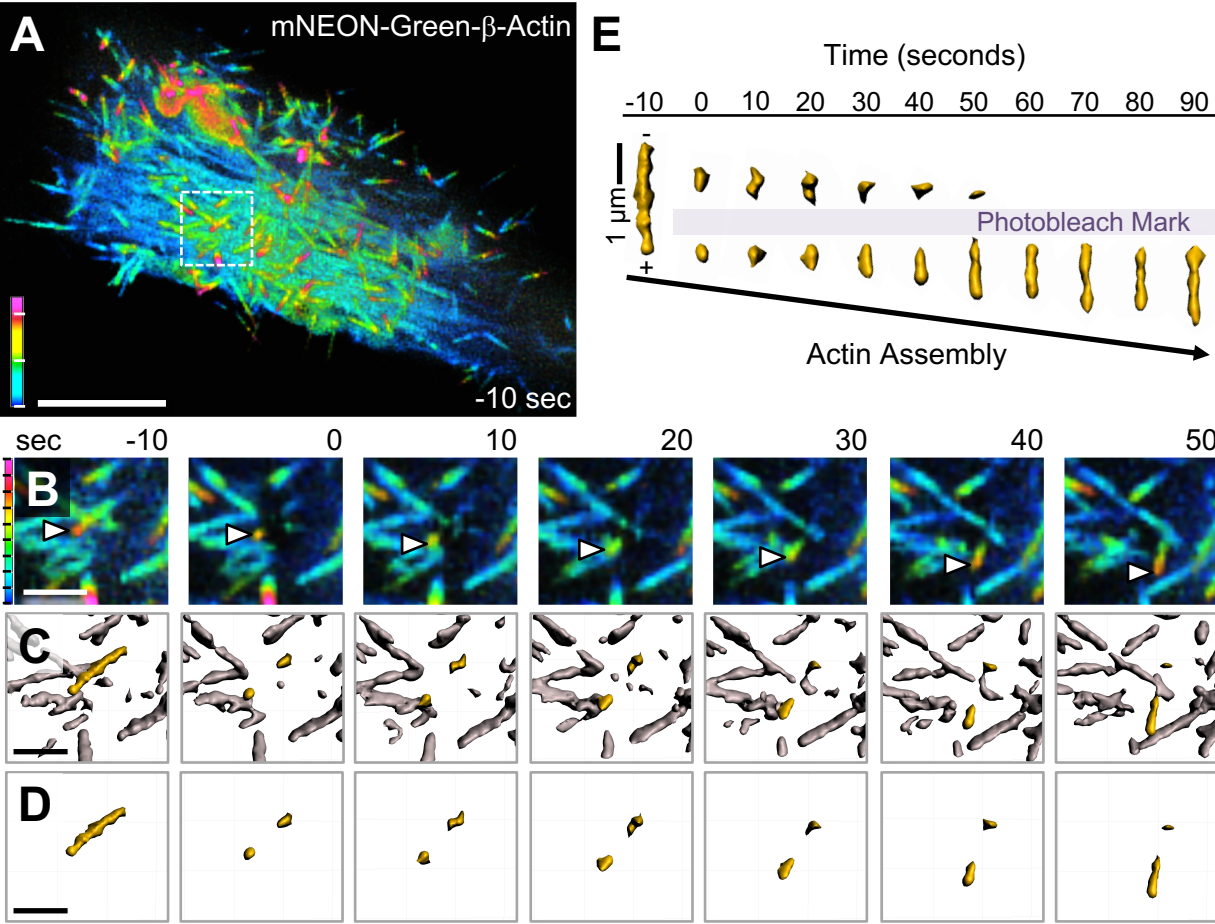 A
mNEON-Green-β-Actin
-10 sec
E
Time (seconds)
-10 0 10 20 30 40 50 60 70 80 90
-
1 μm
Photobleach Mark
+
Actin Assembly
sec -10 0 10 20 30 40 50
B
C
D